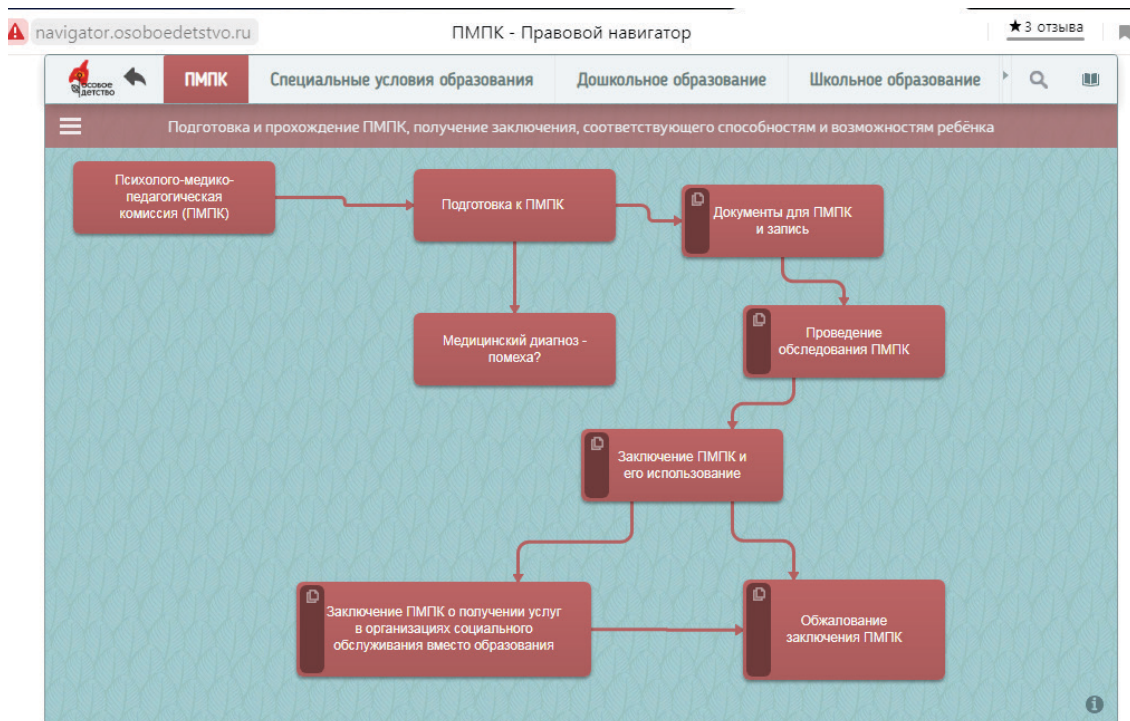 navigator.osoboedetstvo.ru
ПМПК - Правовой навигатор
★3 отзыва
ОСОБОЕ
ДЕТСТВО
ПМПК
Специальные условия образования
Дошкольное образование
Школьное образование
Подготовка и прохождение ПМПК, получение заключения, соответствующего способностям и возможностям ребёнка
Психолого-медико-
педагогическая
комиссия (ПМПК)
Подготовка к ПМПК
Документы для ПМПК
и запись
Медицинский диагноз -
помеха?
Проведение
обследования ПМПК
Заключение ПМПК и
его использование
Заключение ПМПК о получении услуг
в организациях социального
обслуживания вместо образования
Обжалование
заключения ПМПК